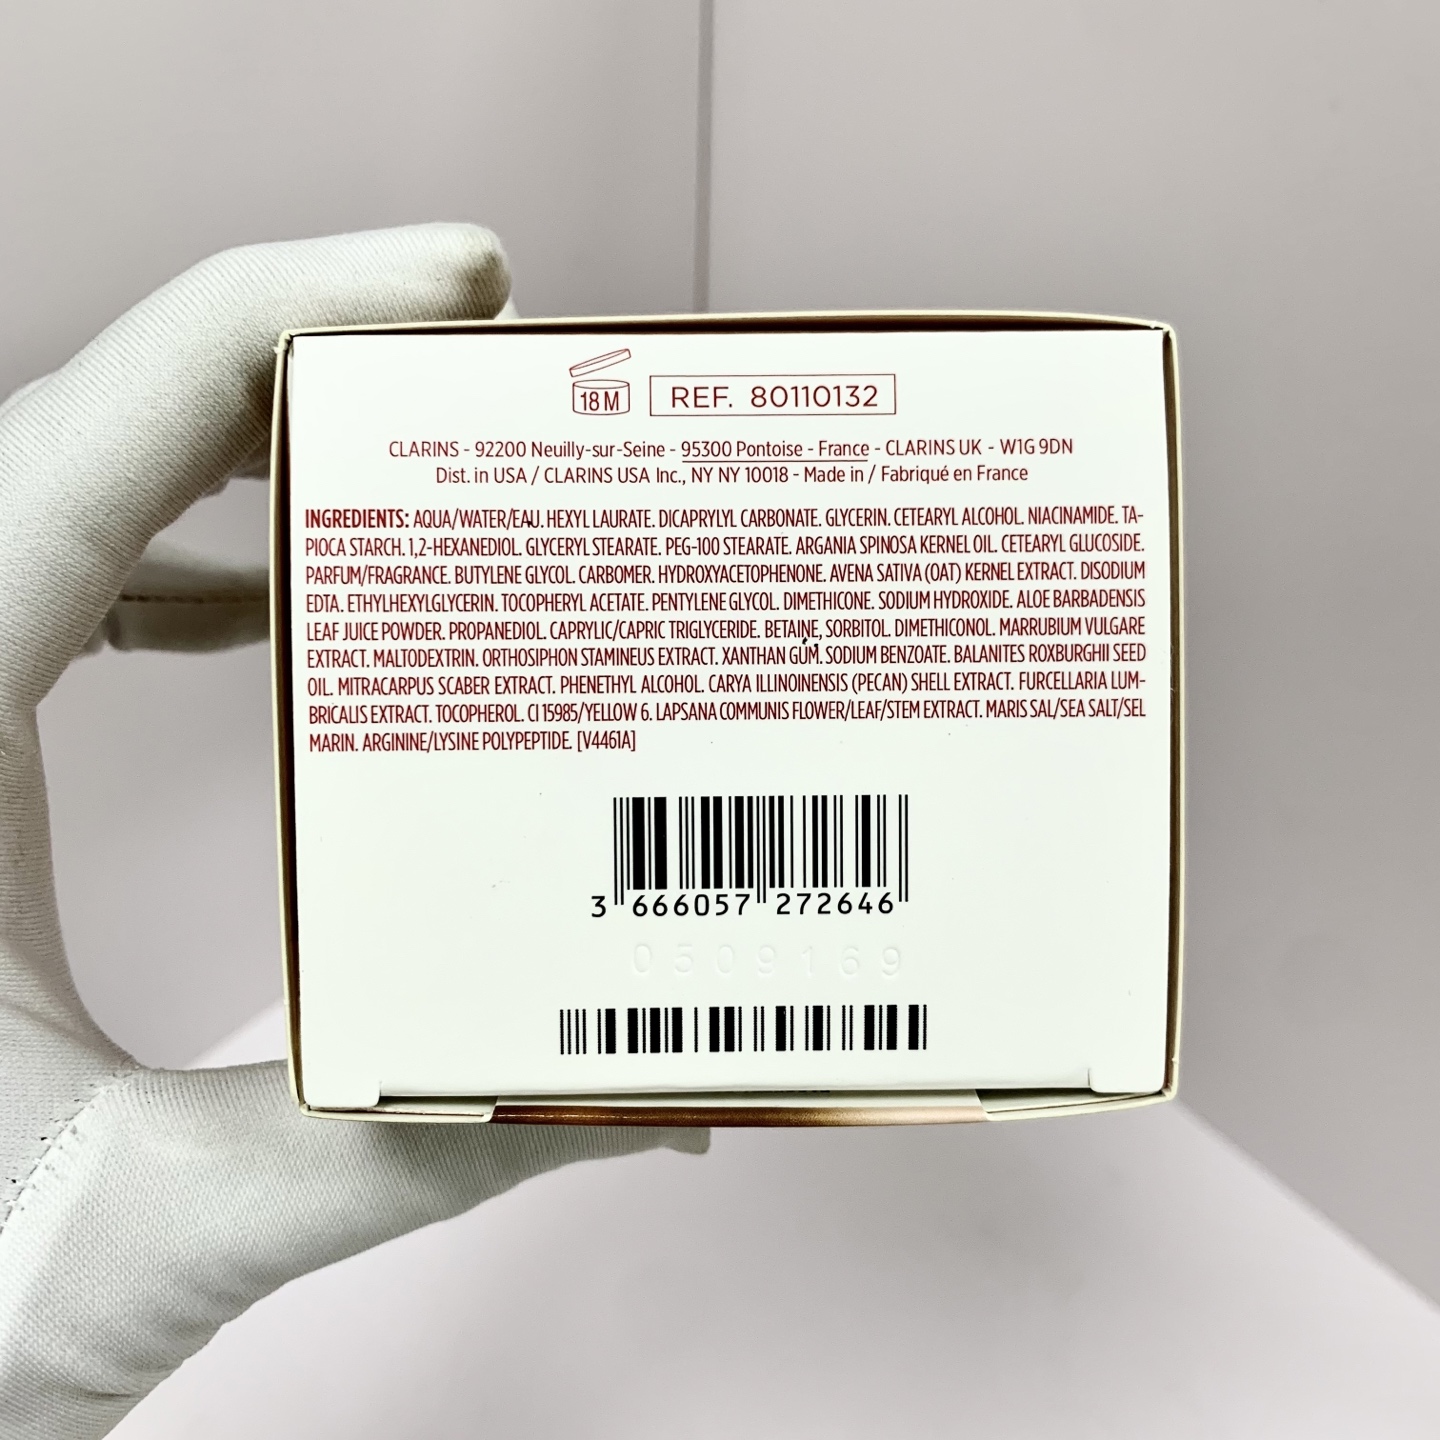 18 M
REF. 80110132
CLARINS - 92200 Neuilly-sur-Seine - 95300 Pontoise - France - CLARINS UK - W1G 9DN
Dist. in USA / CLARINS USA Inc., NY NY 10018 - Made in / Fabriqué en France
INGREDIENTS: AQUA/WATER/EAU. HEXYL LAURATE. DICAPRYLYL CARBONATE. GLYCERIN. CETEARYL ALCOHOL. NIACINAMIDE. TA-
PIOCA STARCH. 1,2-HEXANEDIOL. GLYCERYL STEARATE. PEG-100 STEARATE. ARGANIA SPINOSA KERNEL OIL. CETEARYL GLUCOSIDE.
PARFUM/FRAGRANCE. BUTYLENE GLYCOL. CARBOMER. HYDROXYACETOPHENONE. AVENA SATIVA (OAT) KERNEL EXTRACT. DISODIUM
EDTA. ETHYLHEXYLGLYCERIN. TOCOPHERYL ACETATE. PENTYLENE GLYCOL. DIMETHICONE. SODIUM HYDROXIDE. ALOE BARBADENSIS
LEAF JUICE POWDER. PROPANEDIOL. CAPRYLIC/CAPRIC TRIGLYCERIDE. BETAINE, SORBITOL. DIMETHICONOL. MARRUBIUM VULGARE
EXTRACT. MALTODEXTRIN. ORTHOSIPHON STAMINEUS EXTRACT. XANTHAN GUM. SODIUM BENZOATE. BALANITES ROXBURGHII SEED
OIL. MITRACARPUS SCABER EXTRACT. PHENETHYL ALCOHOL. CARYA ILLINOINENSIS (PECAN) SHELL EXTRACT. FURCELLARIA LUM-
BRICALIS EXTRACT. TOCOPHEROL. CI 15985/YELLOW 6. LAPSANA COMMUNIS FLOWER/LEAF/STEM EXTRACT. MARIS SAL/SEA SALT/SEL
MARIN. ARGININE/LYSINE POLYPEPTIDE. [V4461A]
3 666057 272646
0509169